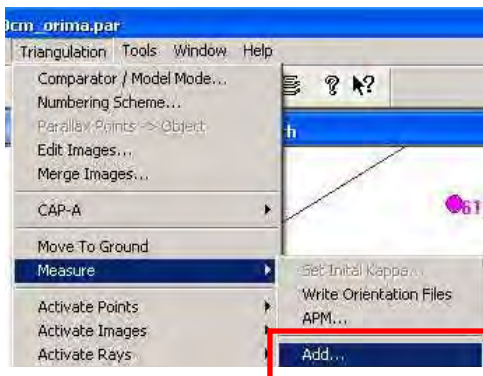 cm_orima.par
Triangulation Tools Window Help
Comparator / Model Mode...
Numbering Scheme...
Parallax Points -> Object
Edit Images...
Merge Images...
CAP-A
Move To Ground
Measure
Activate Points
Activate Images
Activate Rays
h
61
Set Inital Kappa...
Write Orientation Files
APM...
Add...